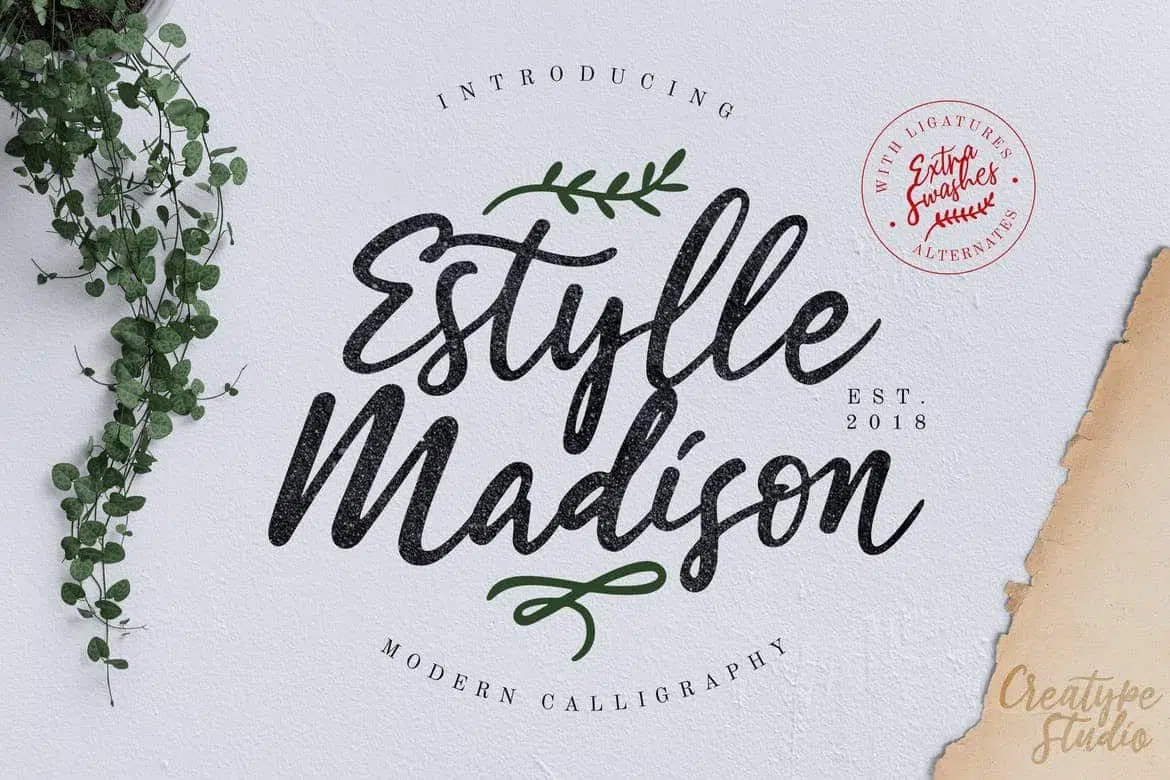 INTRODUCING
WITH LIGATURES
Extra
Swashes
ALTERNATES
Estylle
EST.
2018
Madison
MODERN CALLIGRAPHY
Creatype
Studio